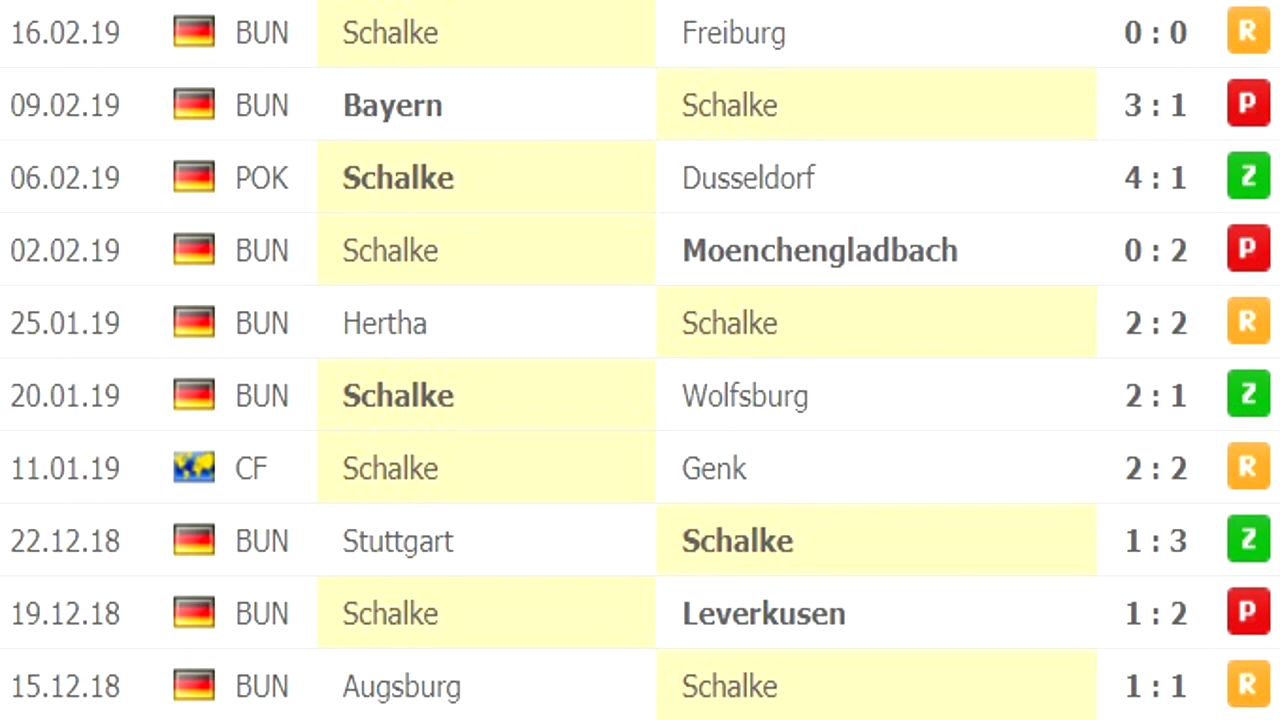 16.02.19 BUN Schalke Freiburg 0 : 0 R
09.02.19 BUN Bayern Schalke 3 : 1 P
06.02.19 POK Schalke Dusseldorf 4 : 1 Z
02.02.19 BUN Schalke Moenchengladbach 0 : 2 P
25.01.19 BUN Hertha Schalke 2 : 2 R
20.01.19 BUN Schalke Wolfsburg 2 : 1 Z
11.01.19 CF Schalke Genk 2 : 2 R
22.12.18 BUN Stuttgart Schalke 1 : 3 Z
19.12.18 BUN Schalke Leverkusen 1 : 2 P
15.12.18 BUN Augsburg Schalke 1 : 1 R